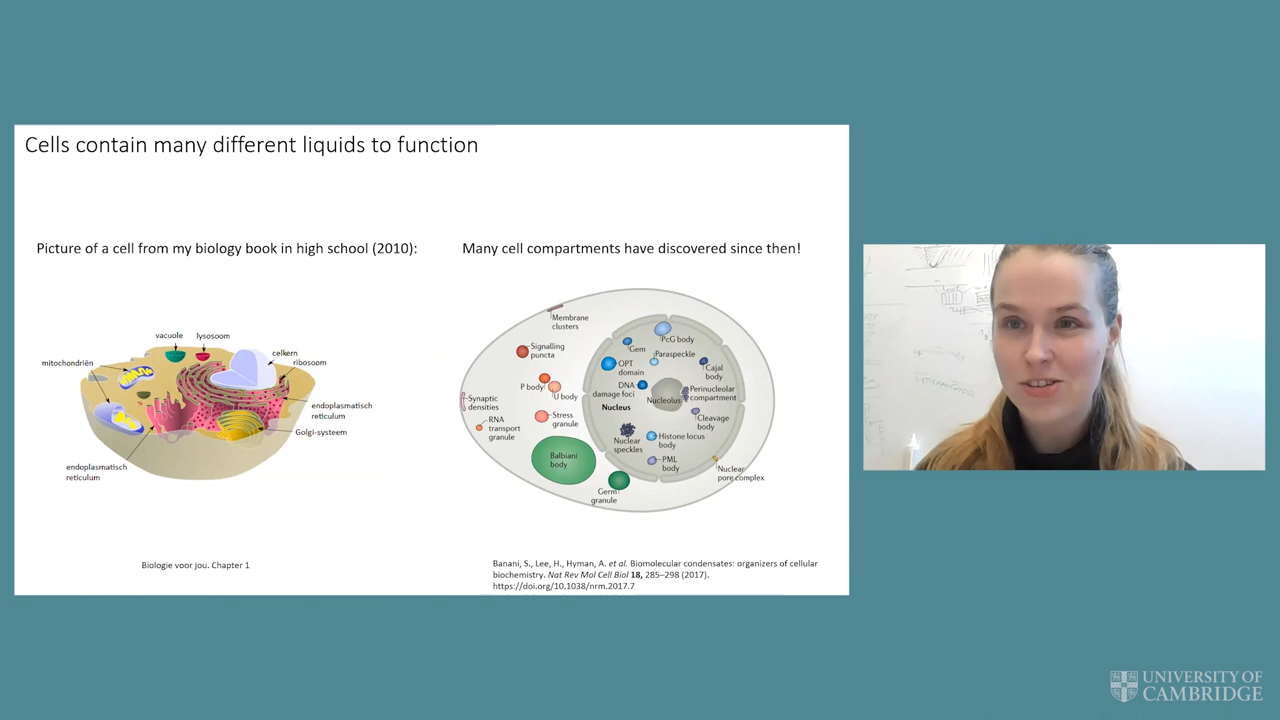 Cells contain many different liquids to function
Picture of a cell from my biology book in high school (2010):
vacuole
lysosoom
celkern
ribosoom
mitochondriën
endoplasmatisch
reticulum
Golgi-systeem
endoplasmatisch
reticulum
Biologie voor jou. Chapter 1
Many cell compartments have discovered since then!
Membrane
clusters
Signalling
puncta
P body
U body
Synaptic
densities
RNA
transport
granule
Stress
granule
Balbiani
body
Germ
granule
PcG body
Gem
Paraspeckle
OPT
domain
Cajal
body
DNA
damage foci
Perinucleolar
compartment
Nucleolus
Nucleus
Cleavage
body
Nuclear
speckles
Histone locus
body
PML
body
Nuclear
pore complex
Banani, S., Lee, H., Hyman, A. et al. Biomolecular condensates: organizers of cellular
biochemistry. Nat Rev Mol Cell Biol 18, 285–298 (2017).
https://doi.org/10.1038/nrm.2017.7
UNIVERSITY OF
CAMBRIDGE